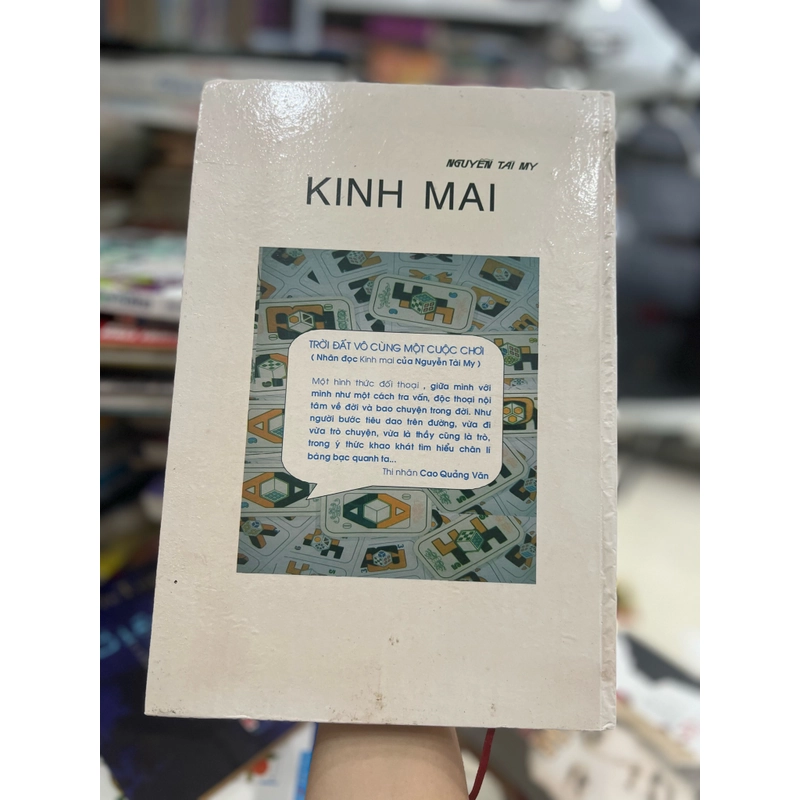 NGUYỄN TÀI MY
KINH MAI
TRỜI ĐẤT VÔ CÙNG MỘT CUỘC CHƠI
( Nhân đọc Kinh mai của Nguyễn Tài My )
Một hình thức đối thoại , giữa mình với
mình như một cách tra vấn, độc thoại nội
tâm về đời và bao chuyện trong đời. Như
người bước tiêu dao trên đường, vừa đi
vừa trò chuyện, vừa là thầy cũng là trò,
trong ý thức khao khát tìm hiểu chân lí
bàng bạc quanh ta...
Thi nhân Cao Quảng Văn